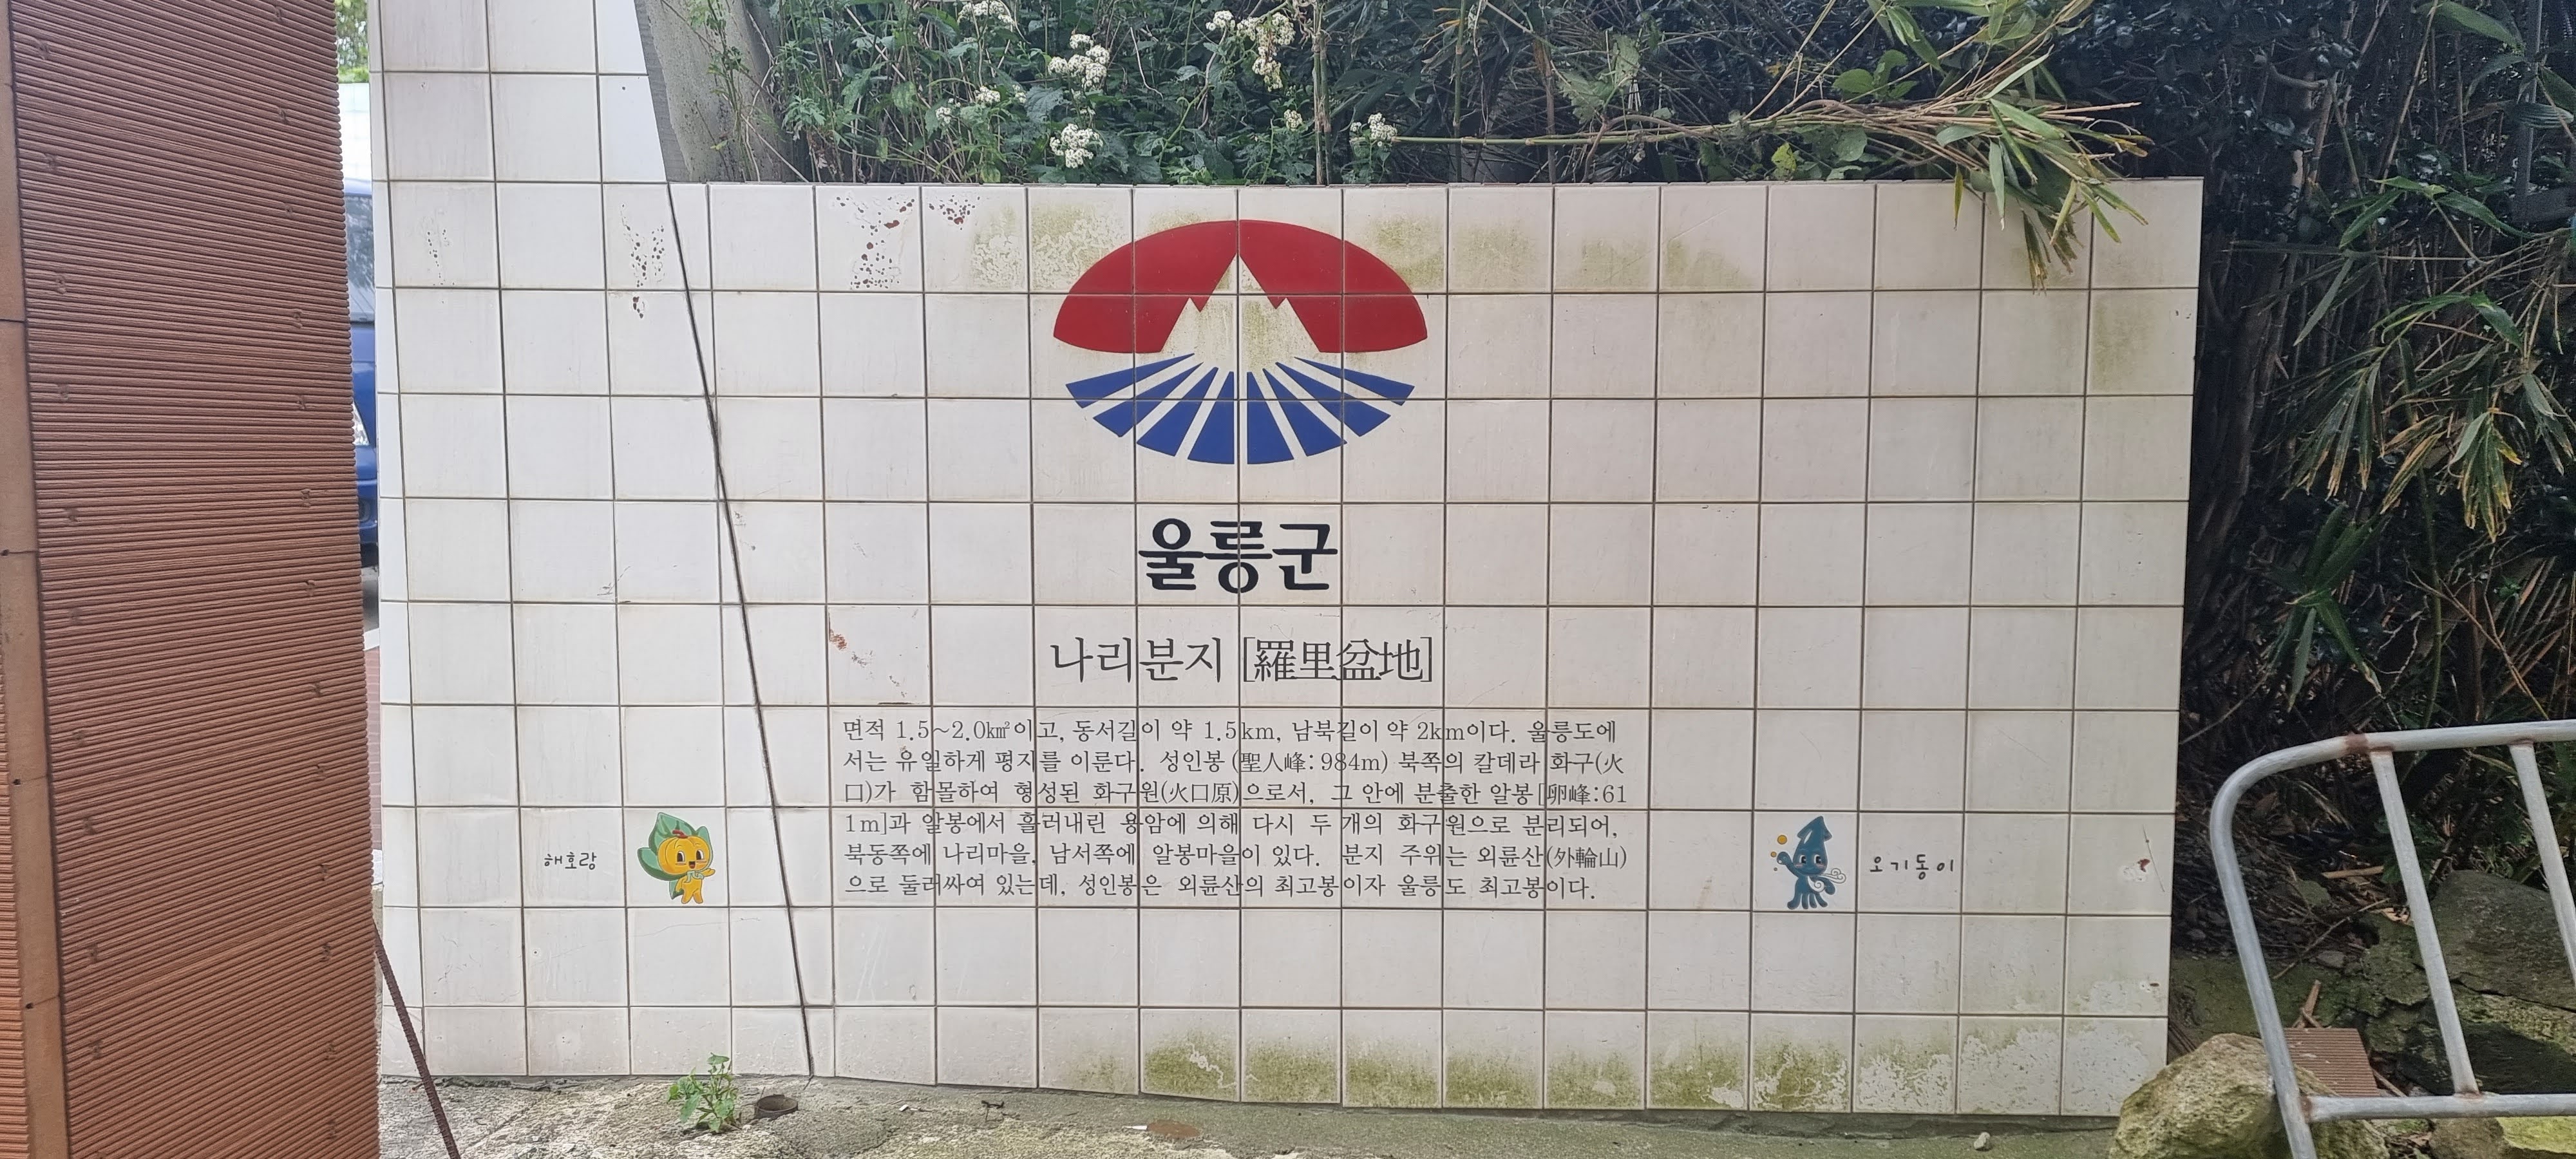 울릉군
나리분지 [羅里盆地]
면적 1.5~2.0㎢이고, 동서길이 약 1.5km, 남북길이 약 2km이다. 울릉도에
서는 유일하게 평지를 이룬다. 성인봉(聖人峰:984m) 북쪽의 칼데라 화구(火
口)가 함몰하여 형성된 화구원(火口原)으로서, 그 안에 분출한 알봉[卵峰:61
1m]과 알봉에서 흘러내린 용암에 의해 다시 두 개의 화구원으로 분리되어,
북동쪽에 나리마을, 남서쪽에 알봉마을이 있다. 분지 주위는 외륜산(外輪山)
으로 둘러싸여 있는데, 성인봉은 외륜산의 최고봉이자 울릉도 최고봉이다.
해호랑
오기동이